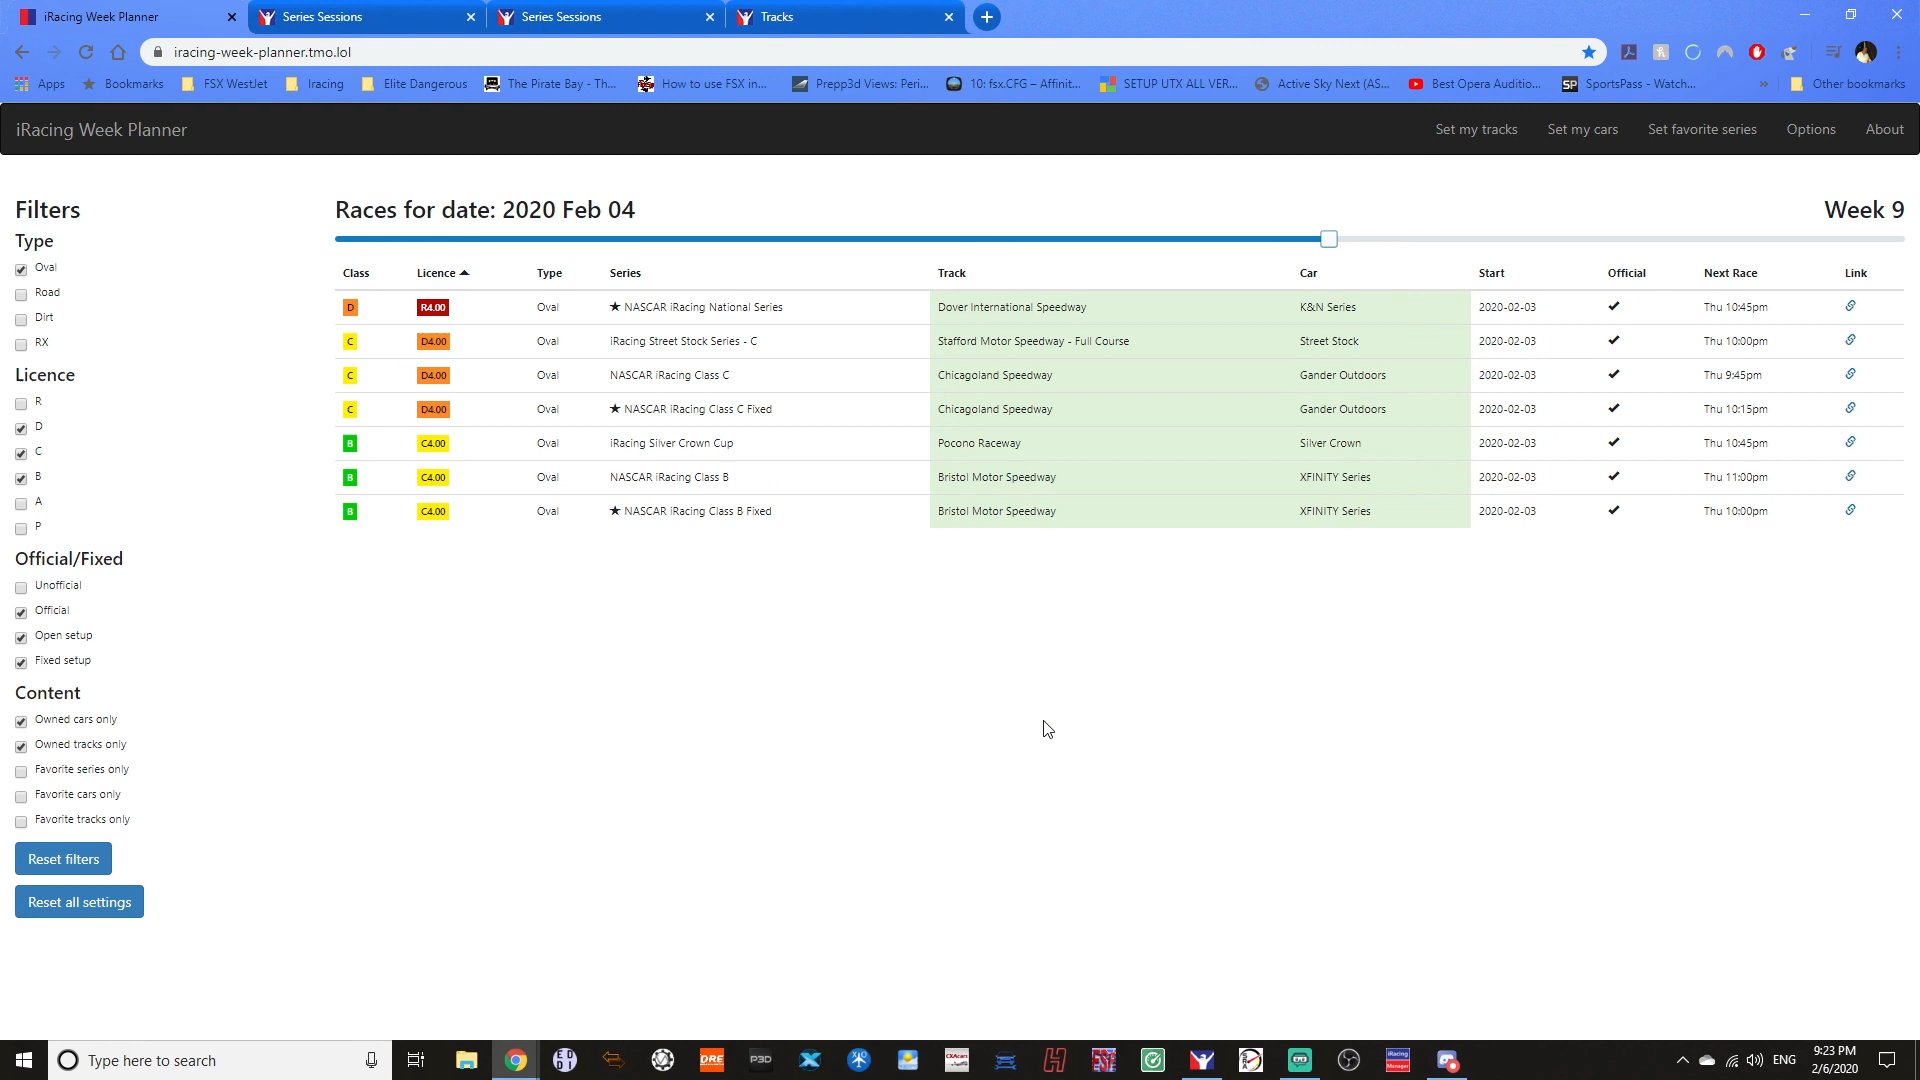 iRacing Week Planner
Series Sessions
Series Sessions
Tracks
iracing-week-planner.tmo.lol
Apps
Bookmarks
FSX WestJet
Iracing
Elite Dangerous
The Pirate Bay - Th...
How to use FSX in...
Prepp3d Views: Peri...
10: fsx.CFG – Affinit...
SETUP UTX ALL VER...
Active Sky Next (AS...
Best Opera Auditio...
SP
SportsPass - Watch...
»
Other bookmarks
iRacing Week Planner
Set my tracks
Set my cars
Set favorite series
Options
About
Filters
Type
Oval
Road
Dirt
RX
Licence
R
D
C
B
A
P
Official/Fixed
Unofficial
Official
Open setup
Fixed setup
Content
Owned cars only
Owned tracks only
Favorite series only
Favorite cars only
Favorite tracks only
Reset filters
Reset all settings
Races for date: 2020 Feb 04
Week 9
Class Licence Type Series Track Car Start Official Next Race Link
D R4.00 Oval ★ NASCAR iRacing National Series Dover International Speedway K&N Series 2020-02-03 ✔ Thu 10:45pm
C D4.00 Oval iRacing Street Stock Series - C Stafford Motor Speedway - Full Course Street Stock 2020-02-03 ✔ Thu 10:00pm
C D4.00 Oval NASCAR iRacing Class C Chicagoland Speedway Gander Outdoors 2020-02-03 ✔ Thu 9:45pm
C D4.00 Oval ★ NASCAR iRacing Class C Fixed Chicagoland Speedway Gander Outdoors 2020-02-03 ✔ Thu 10:15pm
B C4.00 Oval iRacing Silver Crown Cup Pocono Raceway Silver Crown 2020-02-03 ✔ Thu 10:45pm
B C4.00 Oval NASCAR iRacing Class B Bristol Motor Speedway XFINITY Series 2020-02-03 ✔ Thu 11:00pm
B C4.00 Oval ★ NASCAR iRacing Class B Fixed Bristol Motor Speedway XFINITY Series 2020-02-03 ✔ Thu 10:00pm
Type here to search
DRE
P3D
ENG
9:23 PM
2/6/2020